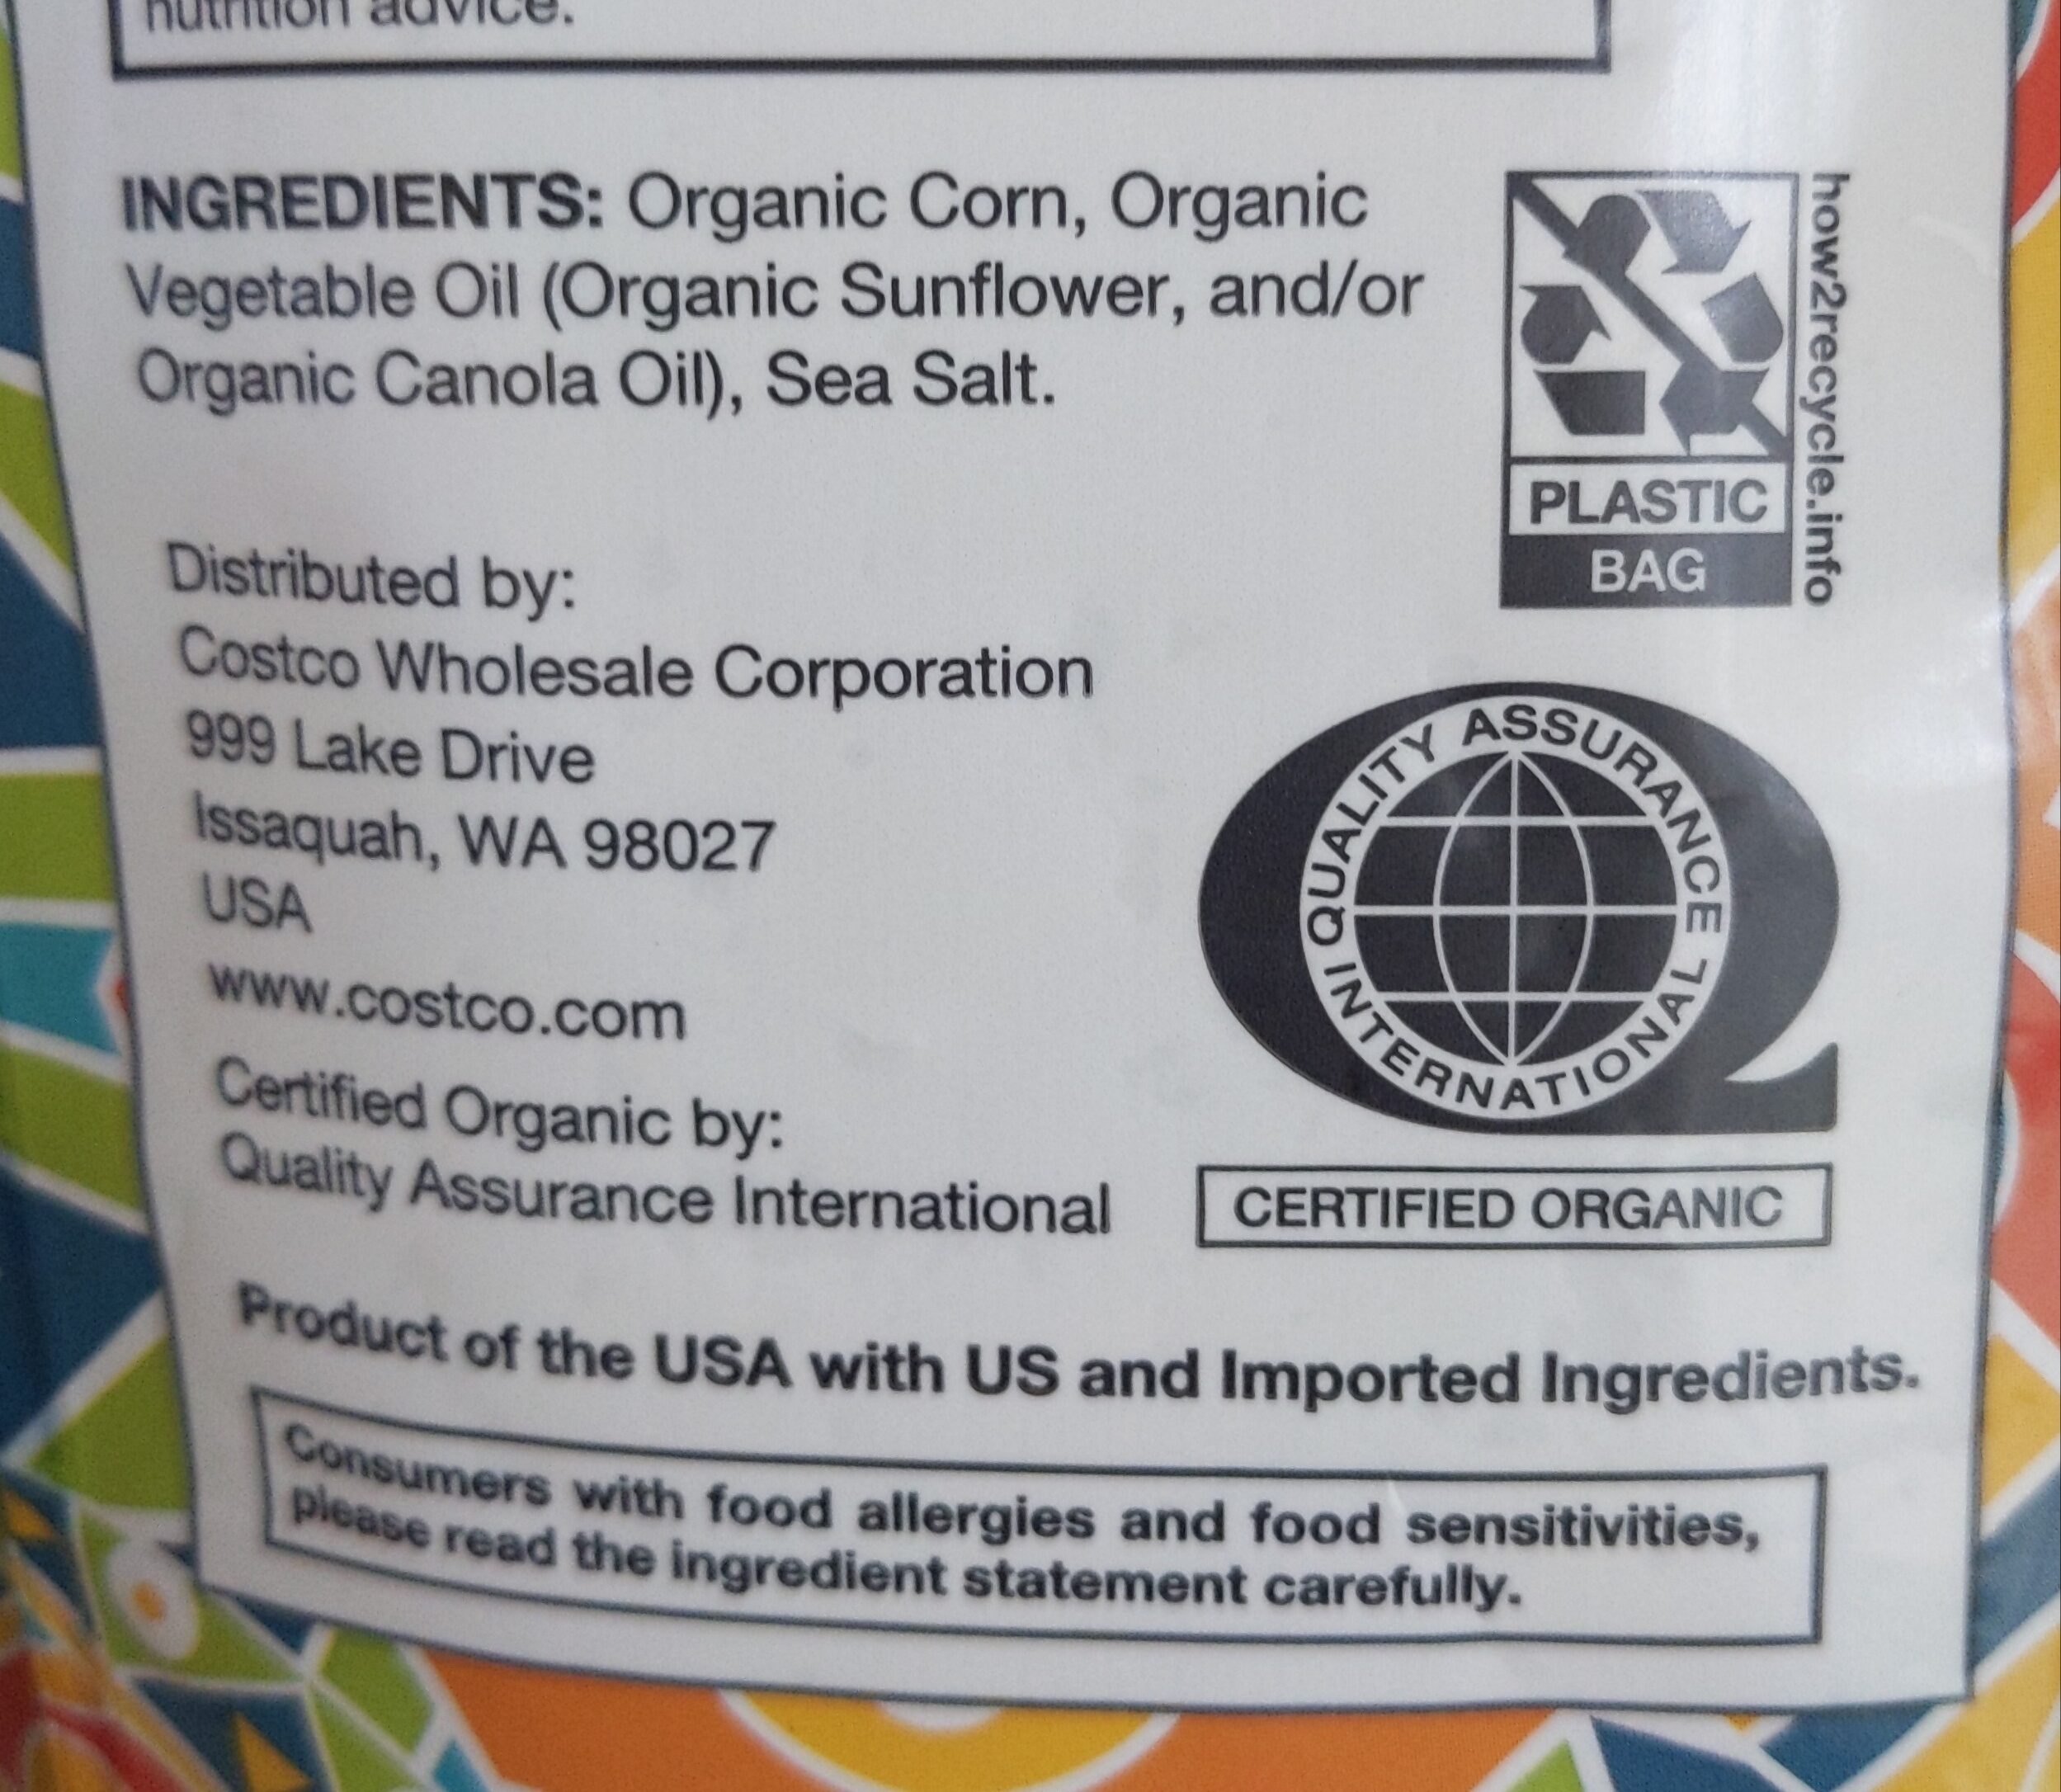 nutrition advice.
INGREDIENTS: Organic Corn, Organic
Vegetable Oil (Organic Sunflower, and/or
Organic Canola Oil), Sea Salt.
how2recycle.info
PLASTIC
BAG
Distributed by:
Costco Wholesale Corporation
999 Lake Drive
Issaquah, WA 98027
USA
www.costco.com
Certified Organic by:
Quality Assurance International
QUALITY ASSURANCE INTERNATIONAL
CERTIFIED ORGANIC
Product of the USA with US and Imported Ingredients.
Consumers with food allergies and food sensitivities,
please read the ingredient statement carefully.